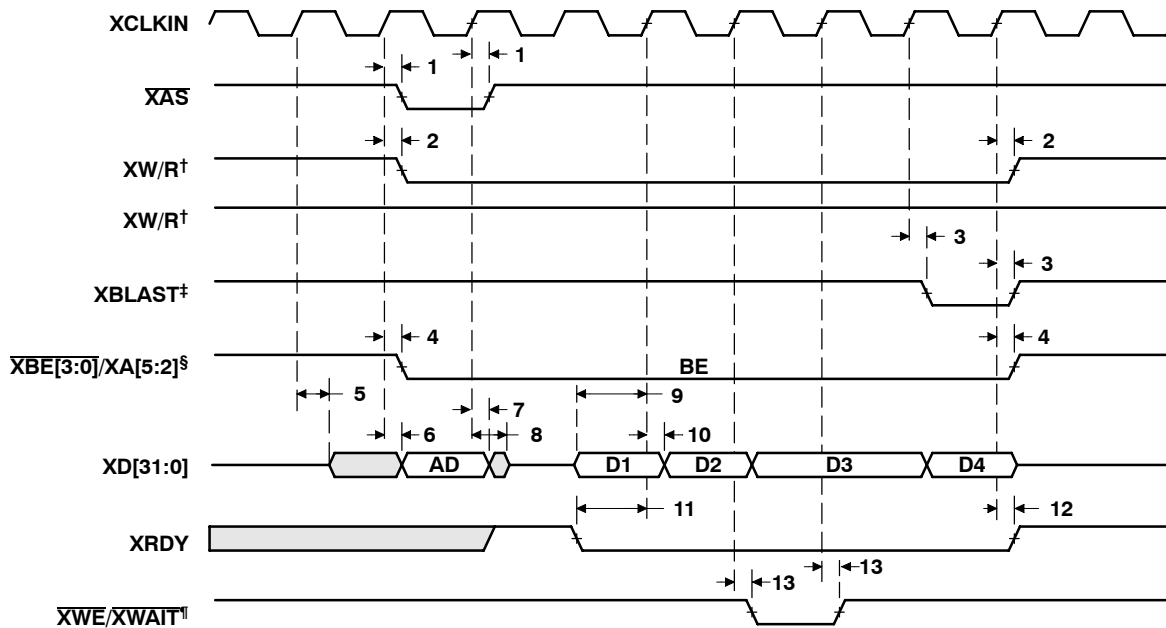 XCLKIN
1
1
XAS
2
2
XW/R†
XW/R†
3
3
XBLAST‡
4
4
XBE[3:0]/XA[5:2]§
BE
5
9
7
6
8
10
XD[31:0]
AD
D1
D2
D3
D4
11
12
XRDY
13
13
XWE/XWAIT¶